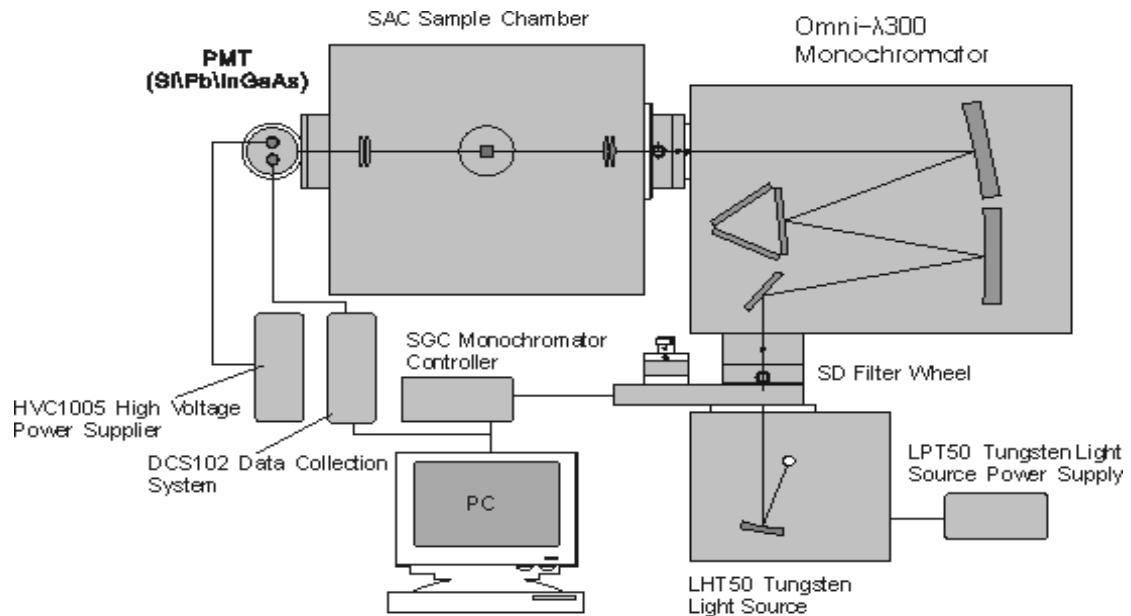 SAC Sample Chamber
Omni-λ300
Monochromator
PMT
(Si\Pb\InGaAs)
SGC Monochromator
Controller
SD Filter Wheel
HVC1005 High Voltage
Power Supplier
DCS102 Data Collection
System
LPT50 Tungsten Light
Source Power Supply
PC
LHT50 Tungsten
Light Source